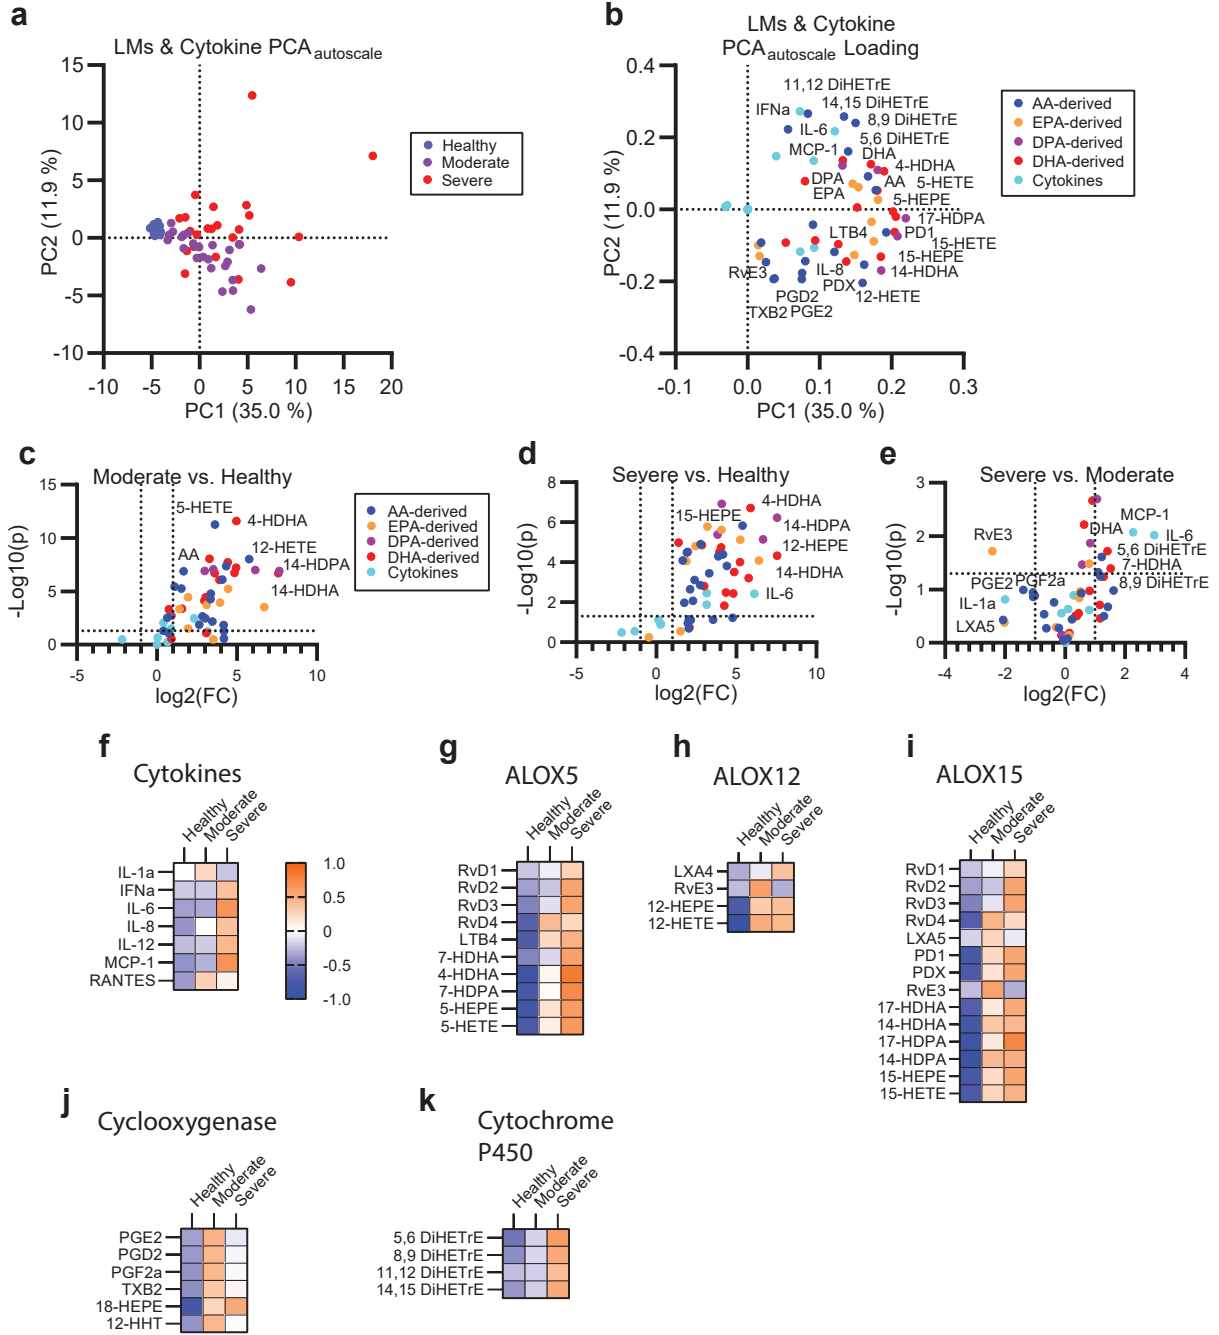 a
LMs & Cytokine PCA autoscale
15
10
5
0
-5
-10
PC2 (11.9 %)
-10
-5
0
5
10
15
20
PC1 (35.0 %)
Healthy
Moderate
Severe
b
LMs & Cytokine
PCA autoscale Loading
0.4
0.2
0.0
-0.2
-0.4
PC2 (11.9 %)
-0.1
0.0
0.1
0.2
0.3
PC1 (35.0 %)
11,12 DiHETrE
IFNa
14,15 DiHETrE
IL-6
8,9 DiHETrE
5,6 DiHETrE
MCP-1
DHA
4-HDHA
DPA
AA
5-HETE
EPA
5-HEPE
17-HDPA
LTB4
PD1
15-HETE
15-HEPE
RvE3
IL-8
14-HDHA
PDX
PGD2
12-HETE
TXB2
PGE2
AA-derived
EPA-derived
DPA-derived
DHA-derived
Cytokines
c
Moderate vs. Healthy
15
10
5
0
-Log10(p)
-5
0
5
10
log2(FC)
5-HETE
4-HDHA
AA
12-HETE
14-HDPA
14-HDHA
AA-derived
EPA-derived
DPA-derived
DHA-derived
Cytokines
d
Severe vs. Healthy
8
6
4
2
0
-Log10(p)
-5
0
5
10
log2(FC)
4-HDHA
15-HEPE
14-HDPA
12-HEPE
14-HDHA
IL-6
e
Severe vs. Moderate
3
2
1
0
-Log10(p)
-4
-2
0
2
4
log2(FC)
MCP-1
RvE3
DHA
IL-6
5,6 DiHETrE
7-HDHA
PGE2
PGF2a
8,9 DiHETrE
IL-1a
LXA5
f
Cytokines
Healthy
Moderate
Severe
IL-1a
IFNa
IL-6
IL-8
IL-12
MCP-1
RANTES
1.0
0.5
0
-0.5
-1.0
g
ALOX5
Healthy
Moderate
Severe
RvD1
RvD2
RvD3
RvD4
LTB4
7-HDHA
4-HDHA
7-HDPA
5-HEPE
5-HETE
h
ALOX12
Healthy
Moderate
Severe
LXA4
RvE3
12-HEPE
12-HETE
i
ALOX15
Healthy
Moderate
Severe
RvD1
RvD2
RvD3
RvD4
LXA5
PD1
PDX
RvE3
17-HDHA
14-HDHA
17-HDPA
14-HDPA
15-HEPE
15-HETE
j
Cyclooxygenase
Healthy
Moderate
Severe
PGE2
PGD2
PGF2a
TXB2
18-HEPE
12-HHT
k
Cytochrome
P450
Healthy
Moderate
Severe
5,6 DiHETrE
8,9 DiHETrE
11,12 DiHETrE
14,15 DiHETrE